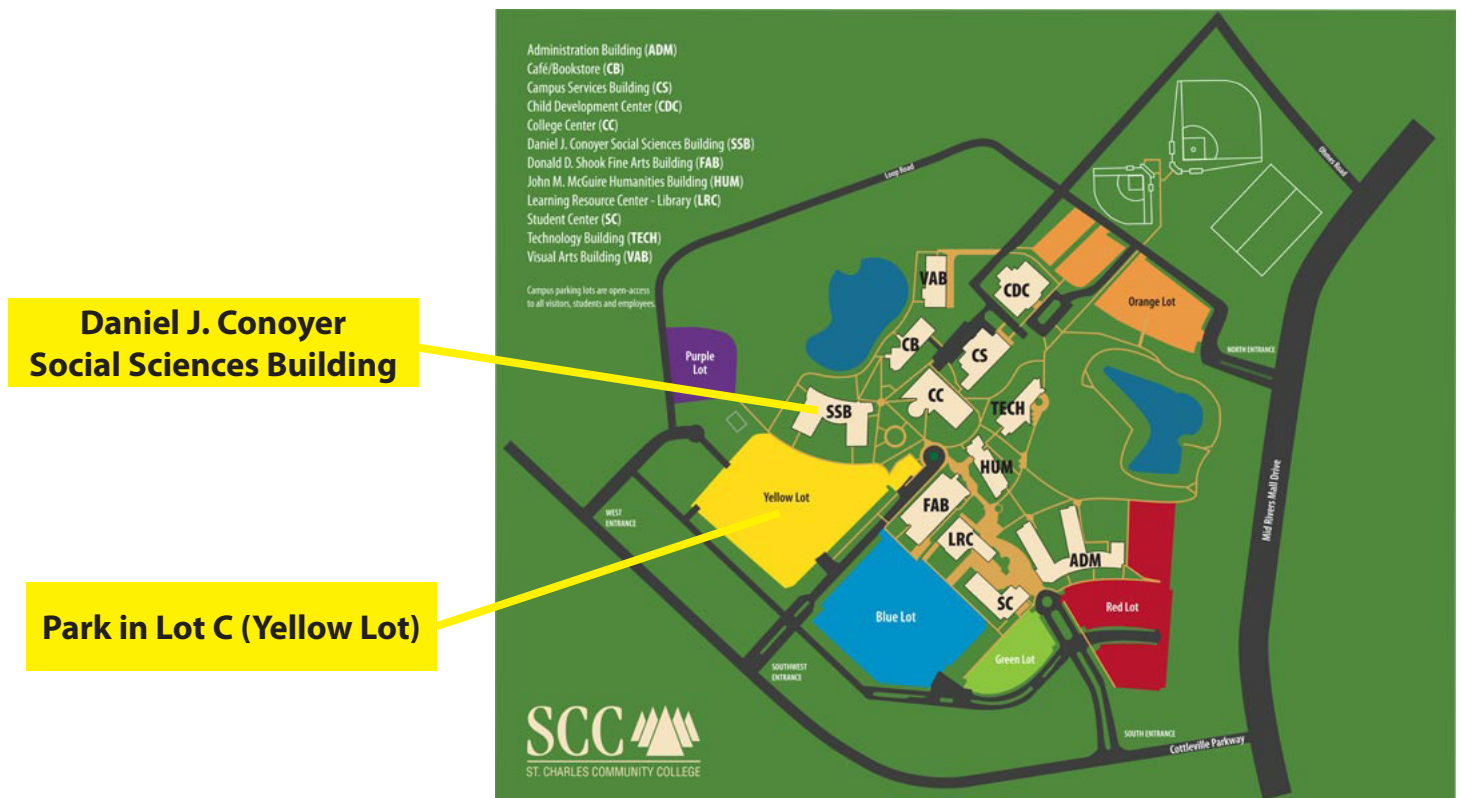 Administration Building (ADM)
Café/Bookstore (CB)
Campus Services Building (CS)
Child Development Center (CDC)
College Center (CC)
Daniel J. Conoyer Social Sciences Building (SSB)
Donald D. Shook Fine Arts Building (FAB)
John M. McGuire Humanities Building (HUM)
Learning Resource Center - Library (LRC)
Student Center (SC)
Technology Building (TECH)
Visual Arts Building (VAB)
Campus parking lots are open-access
to all visitors, students and employees.
Daniel J. Conoyer
Social Sciences Building
Park in Lot C (Yellow Lot)
Loop Road
Ohmes Road
VAB
CDC
Orange Lot
CB
CS
NORTH ENTRANCE
Purple
Lot
CC
SSB
TECH
HUM
Yellow Lot
Mid Rivers Mall Drive
WEST
ENTRANCE
FAB
LRC
ADM
SC
Red Lot
Blue Lot
Green Lot
SOUTHWEST
ENTRANCE
SOUTH ENTRANCE
Cottleville Parkway
SCC
ST. CHARLES COMMUNITY COLLEGE